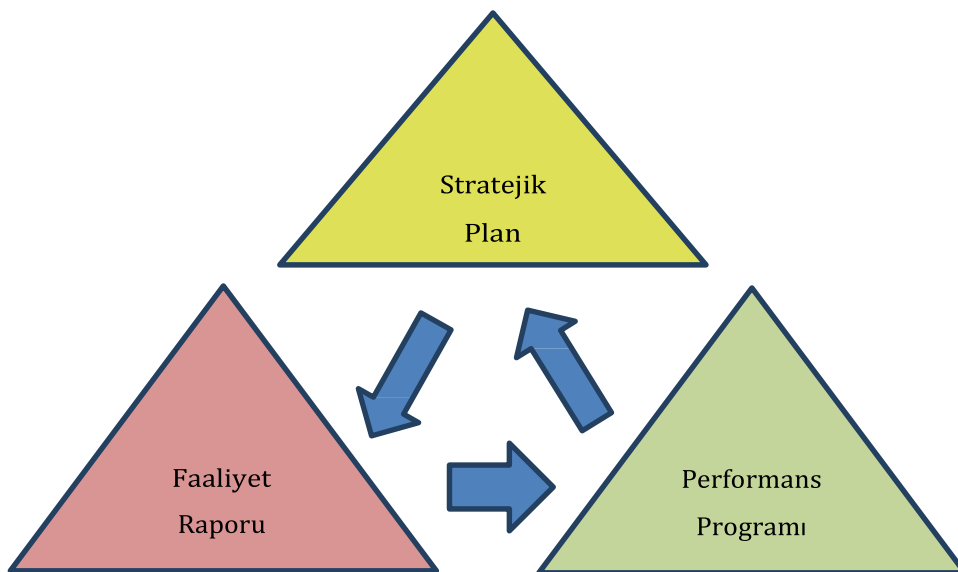 Stratejik
Plan
Faaliyet
Raporu
Performans
Programı